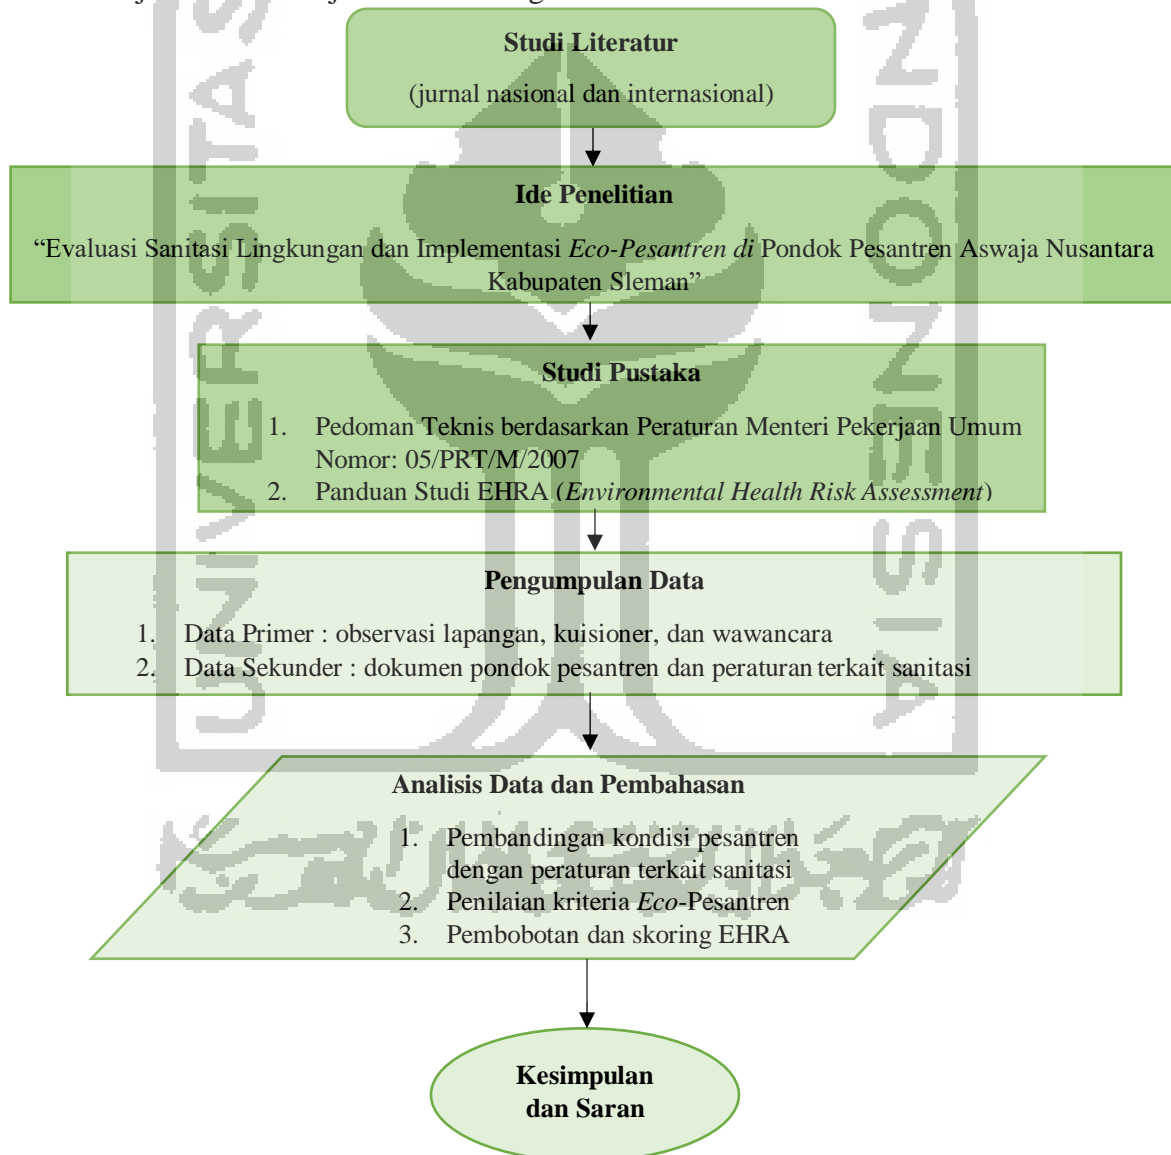 Studi Literatur
(jurnal nasional dan internasional)
Ide Penelitian
“Evaluasi Sanitasi Lingkungan dan Implementasi Eco-Pesantren di Pondok Pesantren Aswaja Nusantara
Kabupaten Sleman”
Studi Pustaka
1. Pedoman Teknis berdasarkan Peraturan Menteri Pekerjaan Umum
Nomor: 05/PRT/M/2007
2. Panduan Studi EHRA (Environmental Health Risk Assessment)
Pengumpulan Data
1. Data Primer : observasi lapangan, kuisioner, dan wawancara
2. Data Sekunder : dokumen pondok pesantren dan peraturan terkait sanitasi
Analisis Data dan Pembahasan
1. Pembandingan kondisi pesantren
dengan peraturan terkait sanitasi
2. Penilaian kriteria Eco-Pesantren
3. Pembobotan dan skoring EHRA
Kesimpulan
dan Saran
UNIVERSITAS
INDONESIA